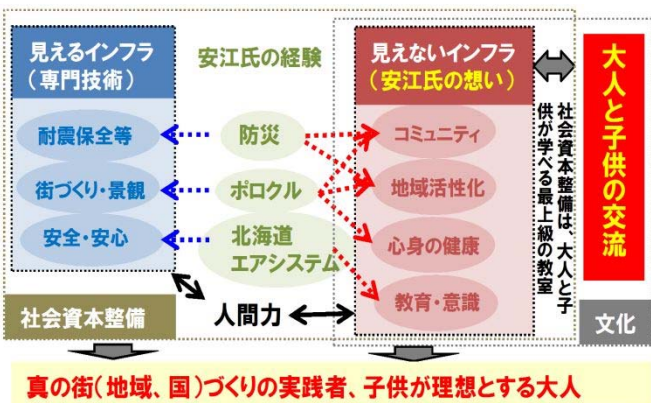 見えるインフラ
（専門技術）
耐震保全等
街づくり・景観
安全・安心
安江氏の経験
防災
ポロクル
北海道
エアシステム
見えないインフラ
（安江氏の想い）
コミュニティ
地域活性化
心身の健康
教育・意識
社会資本整備は、大人と子
供が学べる最上級の教室
大人と子供の交流
社会資本整備
人間力
文化
真の街（地域、国）づくりの実践者、子供が理想とする大人